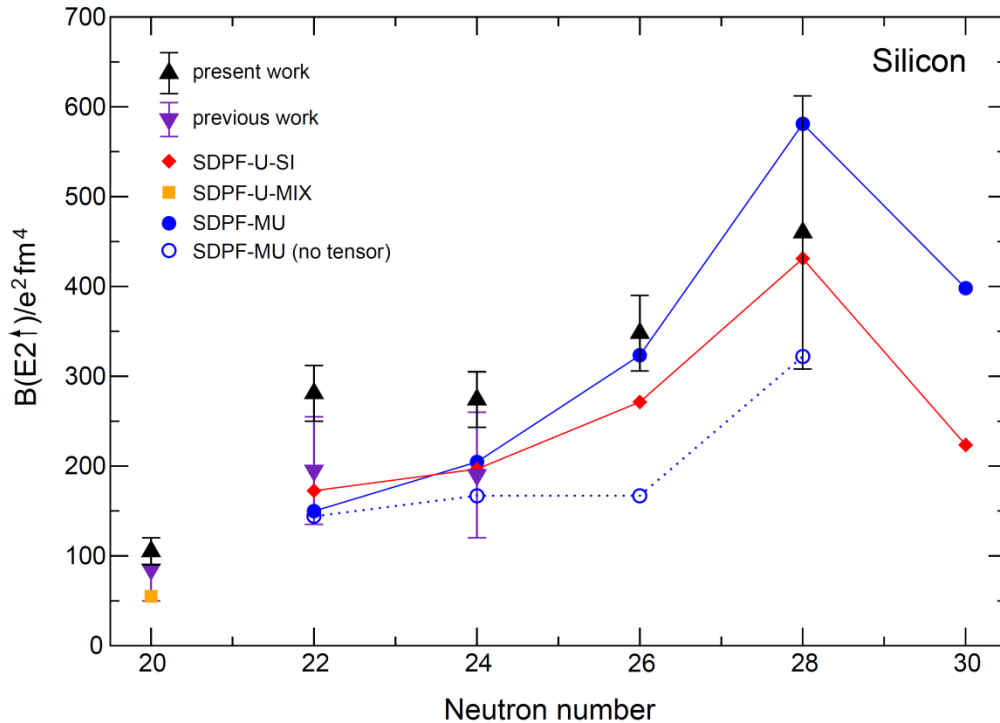 700
600
500
400
300
200
100
0
B(E2↑)/e²fm⁴
Silicon
present work
previous work
SDPF-U-SI
SDPF-U-MIX
SDPF-MU
SDPF-MU (no tensor)
20 22 24 26 28 30
Neutron number